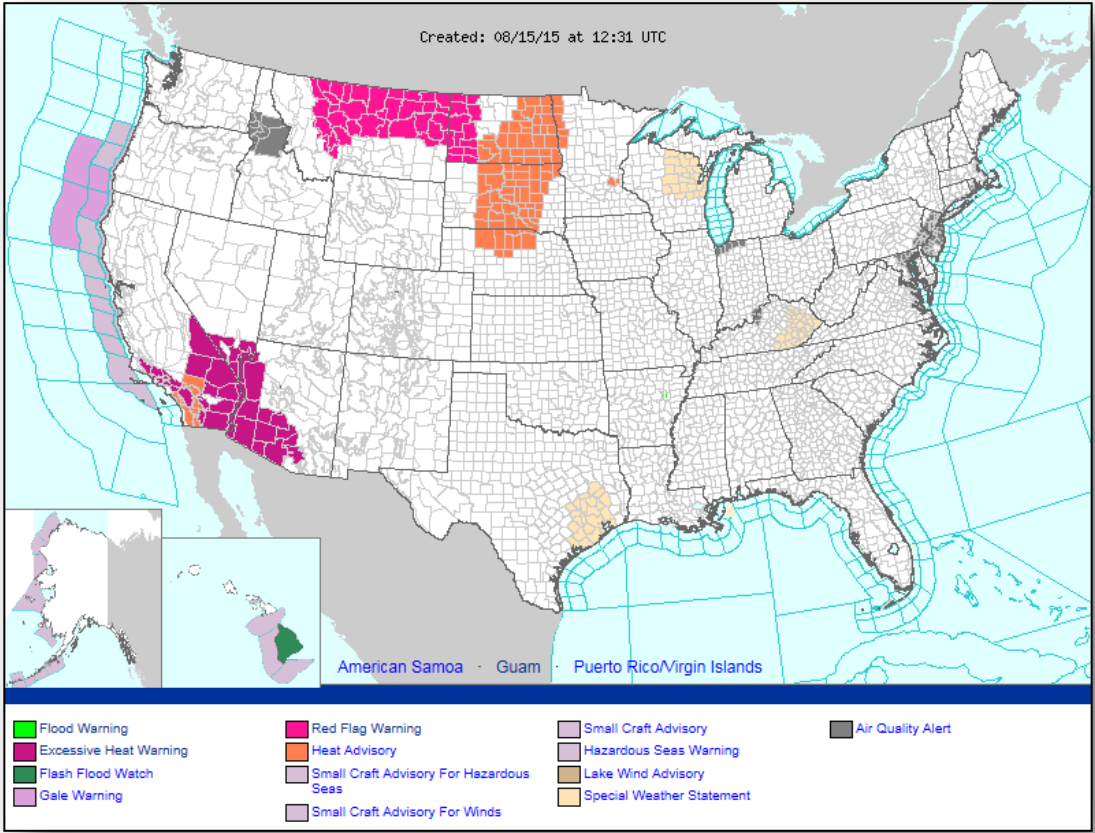 Created: 08/15/15 at 12:31 UTC
American Samoa · Guam · Puerto Rico/Virgin Islands
Flood Warning
Excessive Heat Warning
Flash Flood Watch
Gale Warning
Red Flag Warning
Heat Advisory
Small Craft Advisory For Hazardous
Seas
Small Craft Advisory For Winds
Small Craft Advisory
Hazardous Seas Warning
Lake Wind Advisory
Special Weather Statement
Air Quality Alert